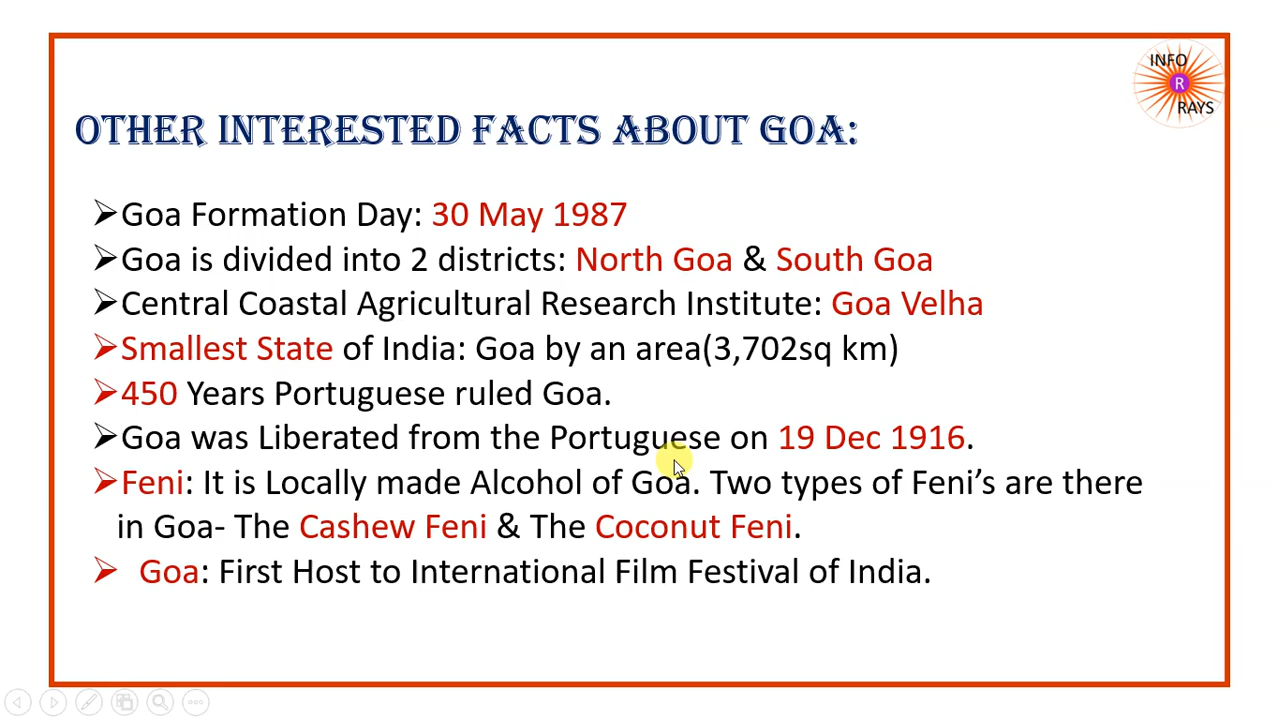 INFO
R
RAYS
OTHER INTERESTED FACTS ABOUT GOA:
➢Goa Formation Day: 30 May 1987
➢Goa is divided into 2 districts: North Goa & South Goa
➢Central Coastal Agricultural Research Institute: Goa Velha
➢Smallest State of India: Goa by an area(3,702sq km)
➢450 Years Portuguese ruled Goa.
➢Goa was Liberated from the Portuguese on 19 Dec 1916.
➢Feni: It is Locally made Alcohol of Goa. Two types of Feni’s are there
in Goa- The Cashew Feni & The Coconut Feni.
➢ Goa: First Host to International Film Festival of India.